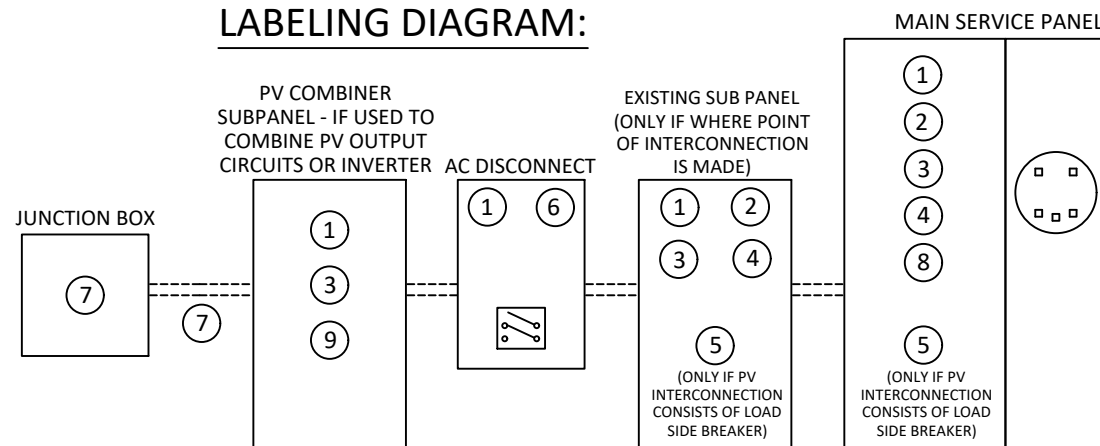 LABELING DIAGRAM:
MAIN SERVICE PANEL
PV COMBINER
SUBPANEL - IF USED TO
COMBINE PV OUTPUT
CIRCUITS OR INVERTER
AC DISCONNECT
EXISTING SUB PANEL
(ONLY IF WHERE POINT
OF INTERCONNECTION
IS MADE)
JUNCTION BOX
7
7
1
3
9
1 6
1 2
3 4
5
(ONLY IF PV
INTERCONNECTION
CONSISTS OF LOAD
SIDE BREAKER)
1
2
3
4
8
5
(ONLY IF PV
INTERCONNECTION
CONSISTS OF LOAD
SIDE BREAKER)